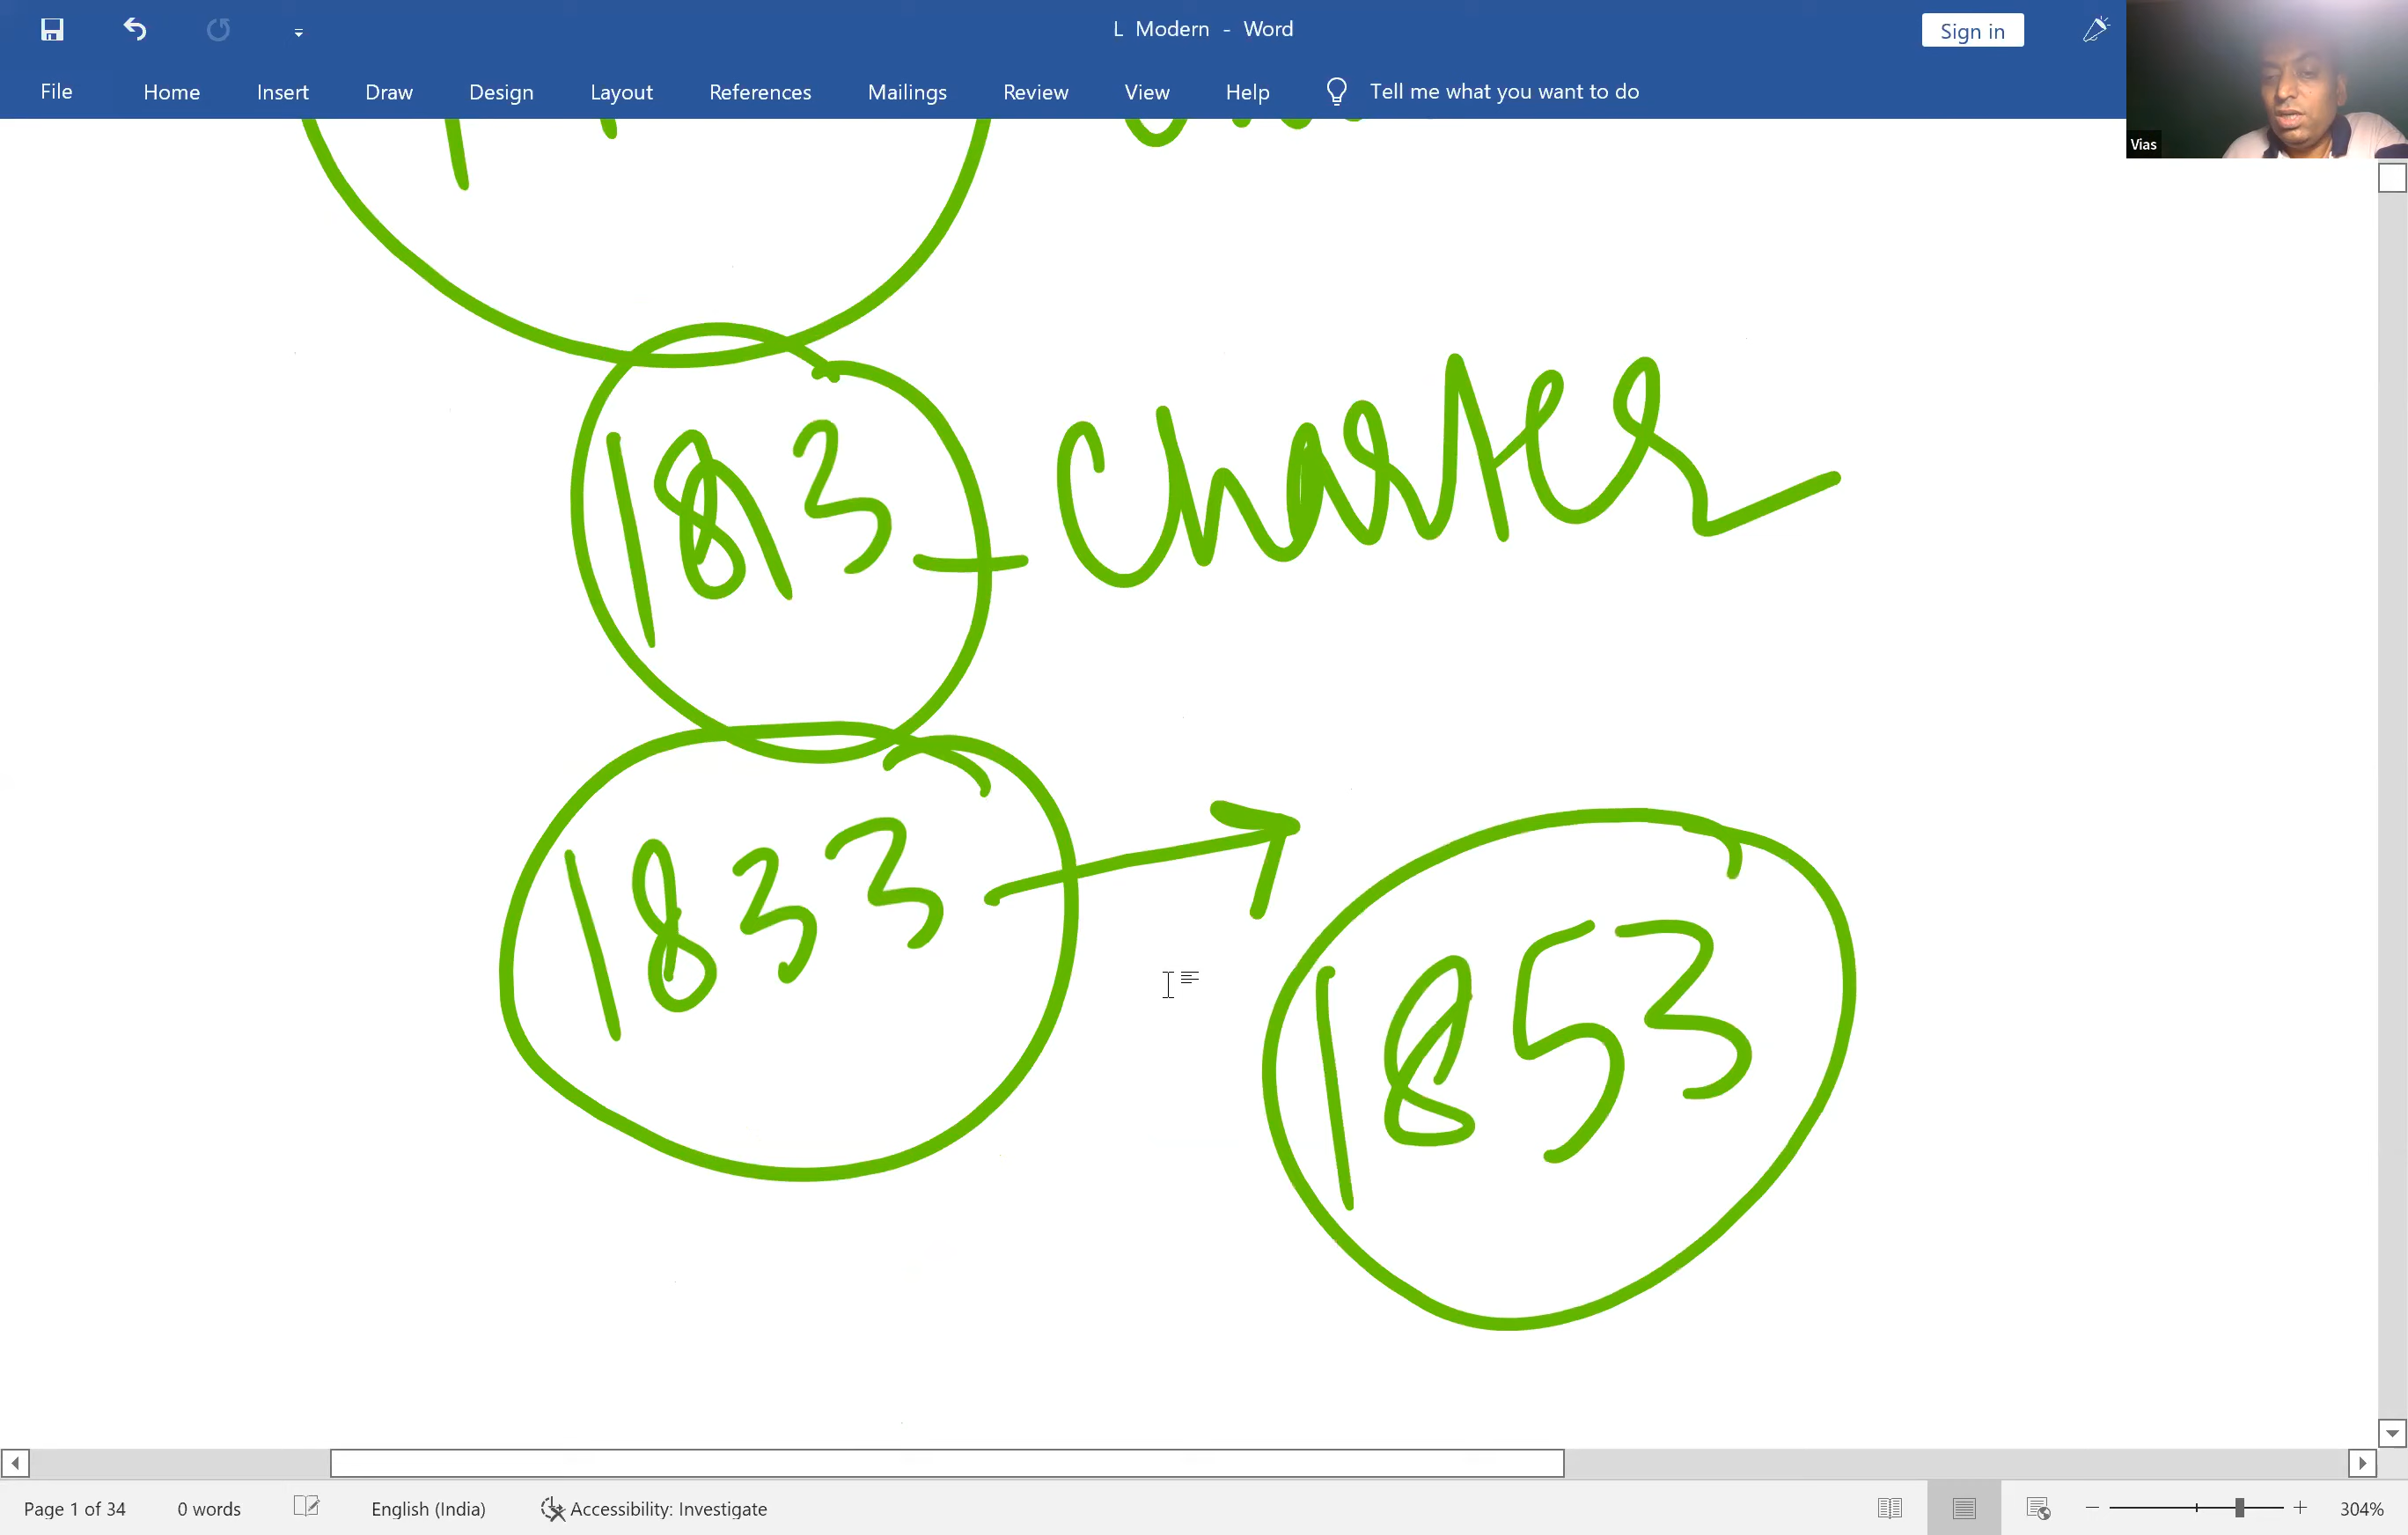 L Modern - Word
Sign in
File Home Insert Draw Design Layout References Mailings Review View Help Tell me what you want to do
Vias
1813 - Charter
1833 → 1853
Page 1 of 34 0 words English (India) Accessibility: Investigate 304%